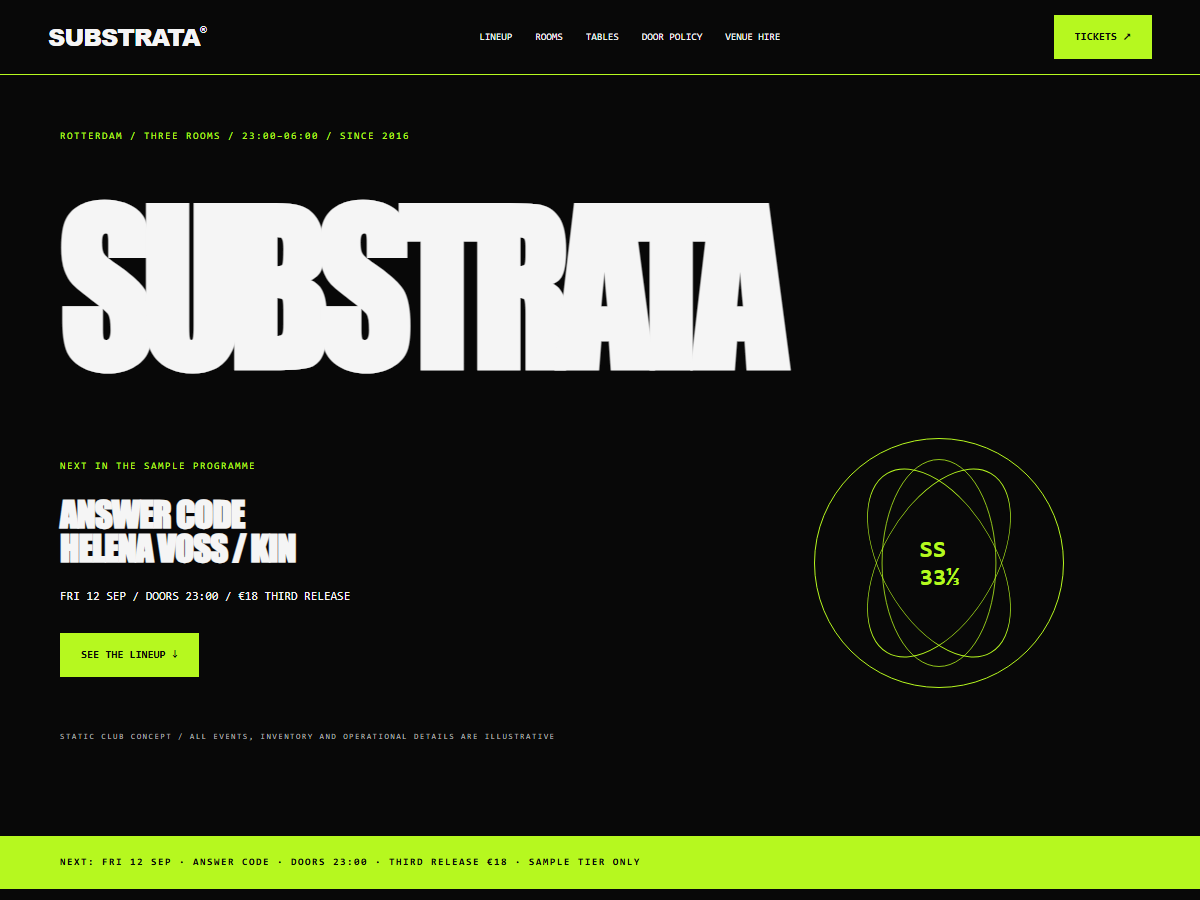 SUBSTRATA®
LINEUP ROOMS TABLES DOOR POLICY VENUE HIRE
TICKETS ↗
ROTTERDAM / THREE ROOMS / 23:00–06:00 / SINCE 2016
SUBSTRATA
NEXT IN THE SAMPLE PROGRAMME
ANSWER CODE
HELENA VOSS / KIN
FRI 12 SEP / DOORS 23:00 / €18 THIRD RELEASE
SEE THE LINEUP ↓
SS
33⅓
STATIC CLUB CONCEPT / ALL EVENTS, INVENTORY AND OPERATIONAL DETAILS ARE ILLUSTRATIVE
NEXT: FRI 12 SEP · ANSWER CODE · DOORS 23:00 · THIRD RELEASE €18 · SAMPLE TIER ONLY